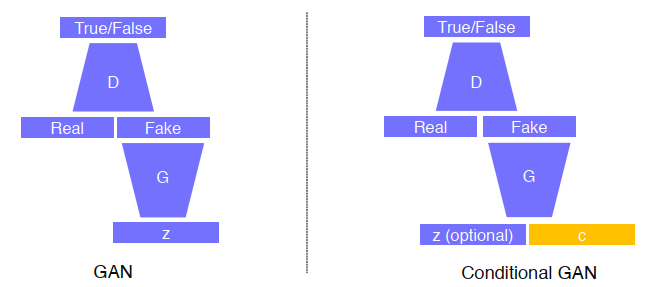 True/False
D
Real
Fake
G
z
GAN
True/False
D
Real
Fake
G
z (optional)
c
Conditional GAN